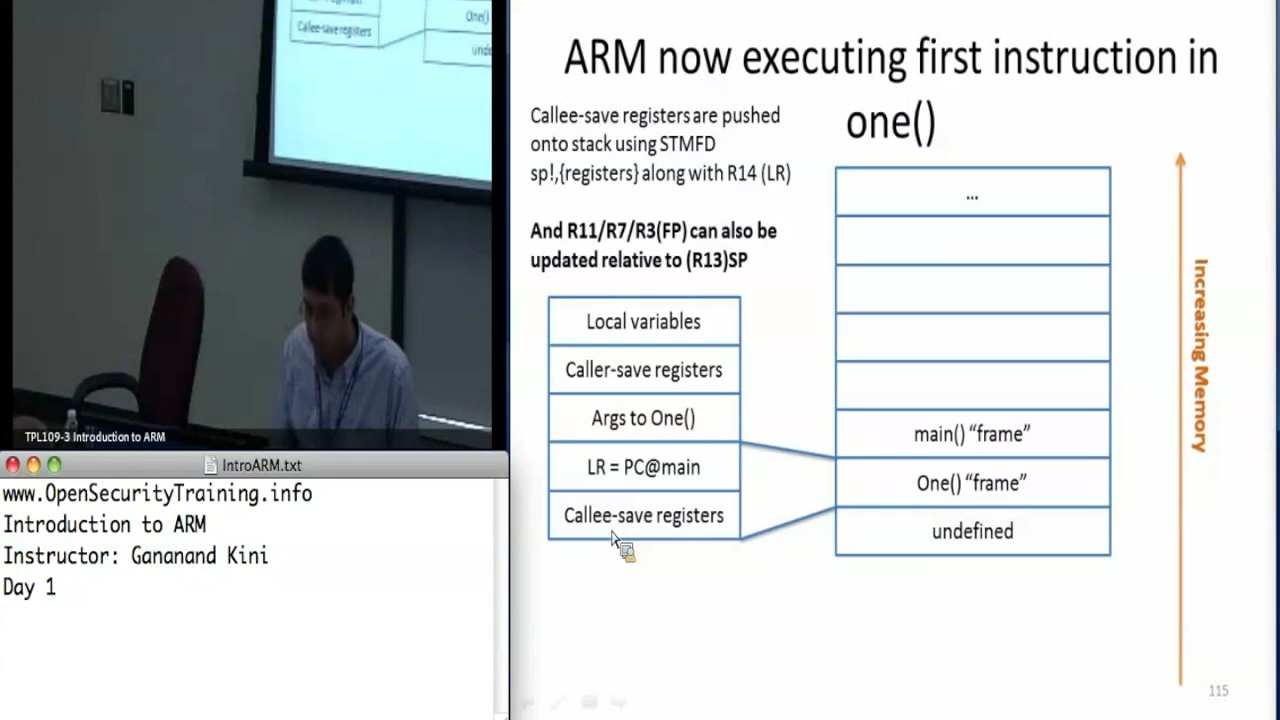 Callee-save registers
One()
unde
TPL109-3 Introduction to ARM
IntroARM.txt
www.OpenSecurityTraining.info
Introduction to ARM
Instructor: Gananand Kini
Day 1
ARM now executing first instruction in
one()
Callee-save registers are pushed
onto stack using STMFD
sp!,{registers} along with R14 (LR)
And R11/R7/R3(FP) can also be
updated relative to (R13)SP
Local variables
Caller-save registers
Args to One()
LR = PC@main
Callee-save registers
...
main() “frame”
One() “frame”
undefined
Increasing Memory
115